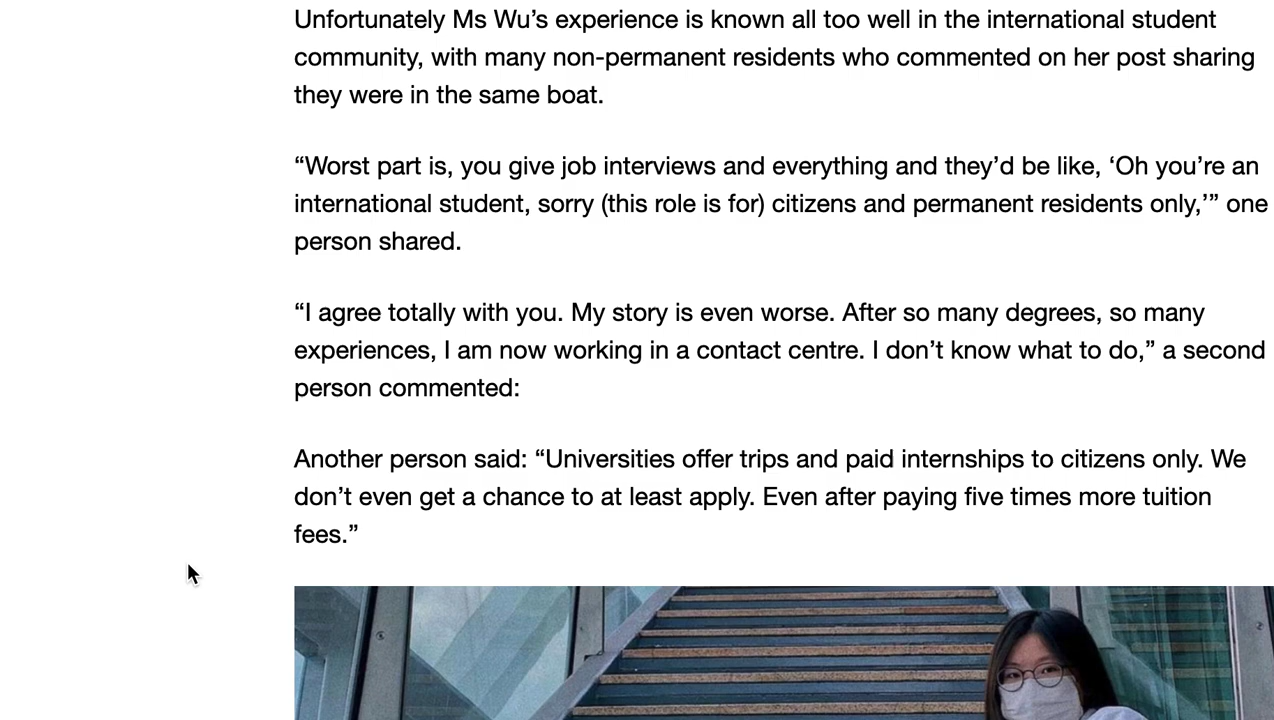 Unfortunately Ms Wu’s experience is known all too well in the international student
community, with many non-permanent residents who commented on her post sharing
they were in the same boat.
“Worst part is, you give job interviews and everything and they’d be like, ‘Oh you’re an
international student, sorry (this role is for) citizens and permanent residents only,’” one
person shared.
“I agree totally with you. My story is even worse. After so many degrees, so many
experiences, I am now working in a contact centre. I don’t know what to do,” a second
person commented:
Another person said: “Universities offer trips and paid internships to citizens only. We
don’t even get a chance to at least apply. Even after paying five times more tuition
fees.”